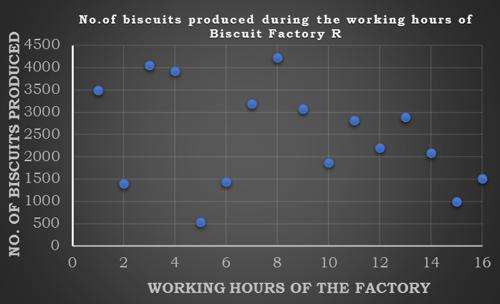 No.of biscuits produced during the working hours of
Biscuit Factory R
NO. OF BISCUITS PRODUCED
4500
4000
3500
3000
2500
2000
1500
1000
500
0
0 2 4 6 8 10 12 14 16
WORKING HOURS OF THE FACTORY